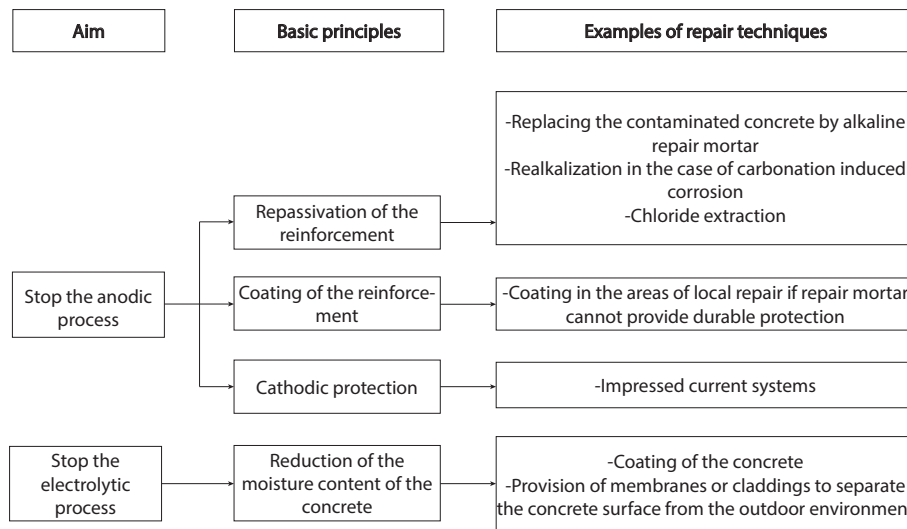 Aim
Basic principles
Examples of repair techniques
Stop the anodic
process
Repassivation of the
reinforcement
-Replacing the contaminated concrete by alkaline
repair mortar
-Realkalization in the case of carbonation induced
corrosion
-Chloride extraction
Coating of the reinforce-
ment
-Coating in the areas of local repair if repair mortar
cannot provide durable protection
Cathodic protection
-Impressed current systems
Stop the
electrolytic
process
Reduction of the
moisture content of the
concrete
-Coating of the concrete
-Provision of membranes or claddings to separate
the concrete surface from the outdoor environmen